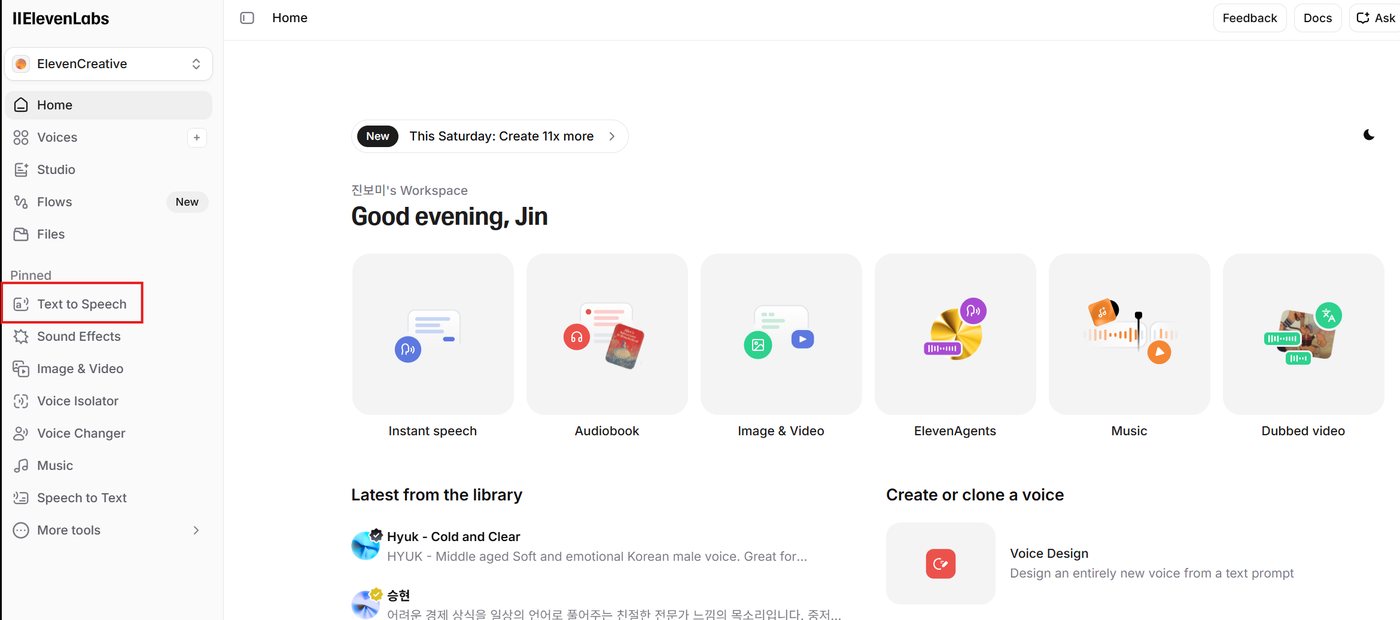 IIElevenLabs
Home
Feedback
Docs
Ask
ElevenCreative
Home
Voices
+
Studio
Flows
New
Files
Pinned
Text to Speech
Sound Effects
Image & Video
Voice Isolator
Voice Changer
Music
Speech to Text
More tools
New
This Saturday: Create 11x more
진보미's Workspace
Good evening, Jin
Instant speech
Audiobook
Image & Video
ElevenAgents
Music
Dubbed video
Latest from the library
Hyuk - Cold and Clear
HYUK - Middle aged Soft and emotional Korean male voice. Great for...
승현
어려운 경제 상식을 일상의 언어로 풀어주는 친절한 전문가 느낌의 목소리입니다. 중저...
Create or clone a voice
Voice Design
Design an entirely new voice from a text prompt